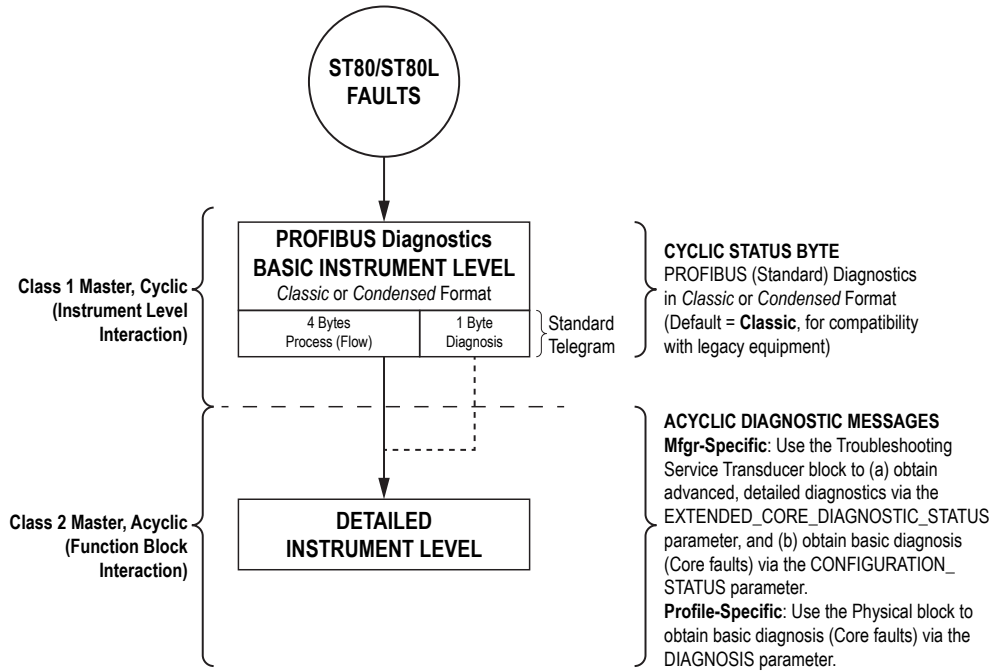 ST80/ST80L
FAULTS
Class 1 Master, Cyclic
(Instrument Level
Interaction)
PROFIBUS Diagnostics
BASIC INSTRUMENT LEVEL
Classic or Condensed Format
4 Bytes
Process (Flow)
1 Byte
Diagnosis
Standard
Telegram
CYCLIC STATUS BYTE
PROFIBUS (Standard) Diagnostics
in Classic or Condensed Format
(Default = Classic, for compatibility
with legacy equipment)
Class 2 Master, Acyclic
(Function Block
Interaction)
DETAILED
INSTRUMENT LEVEL
ACYCLIC DIAGNOSTIC MESSAGES
Mfgr-Specific: Use the Troubleshooting
Service Transducer block to (a) obtain
advanced, detailed diagnostics via the
EXTENDED_CORE_DIAGNOSTIC_STATUS
parameter, and (b) obtain basic diagnosis
(Core faults) via the CONFIGURATION_
STATUS parameter.
Profile-Specific: Use the Physical block to
obtain basic diagnosis (Core faults) via the
DIAGNOSIS parameter.